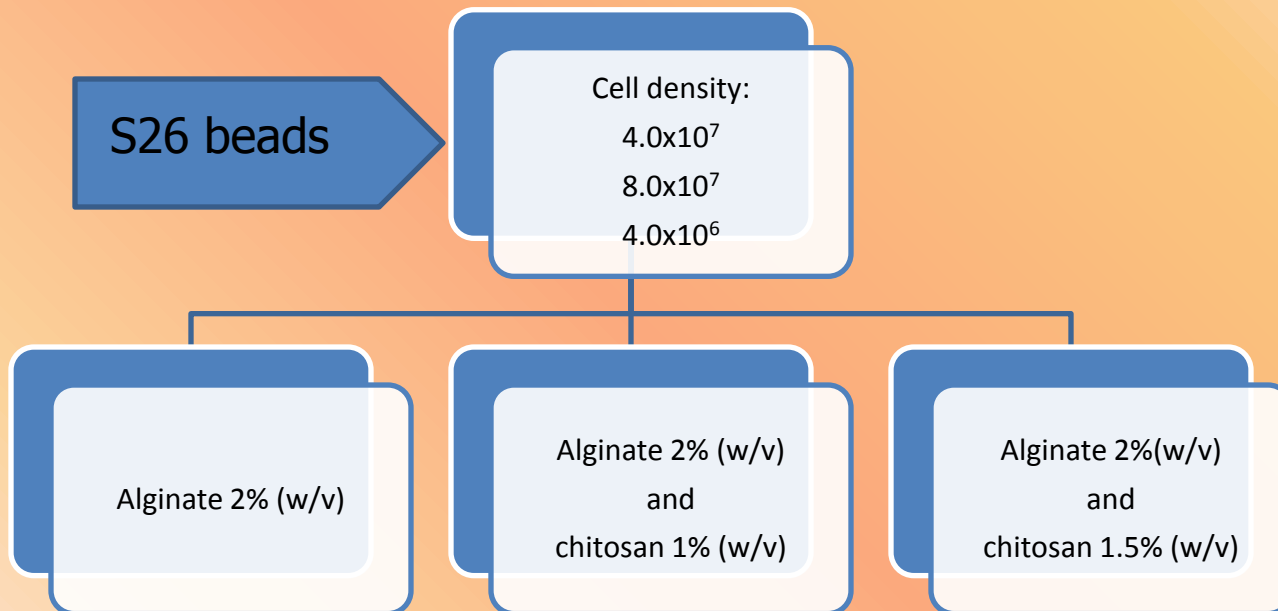 S26 beads
Cell density:
4.0x10⁷
8.0x10⁷
4.0x10⁶
Alginate 2% (w/v)
Alginate 2% (w/v)
and
chitosan 1% (w/v)
Alginate 2%(w/v)
and
chitosan 1.5% (w/v)